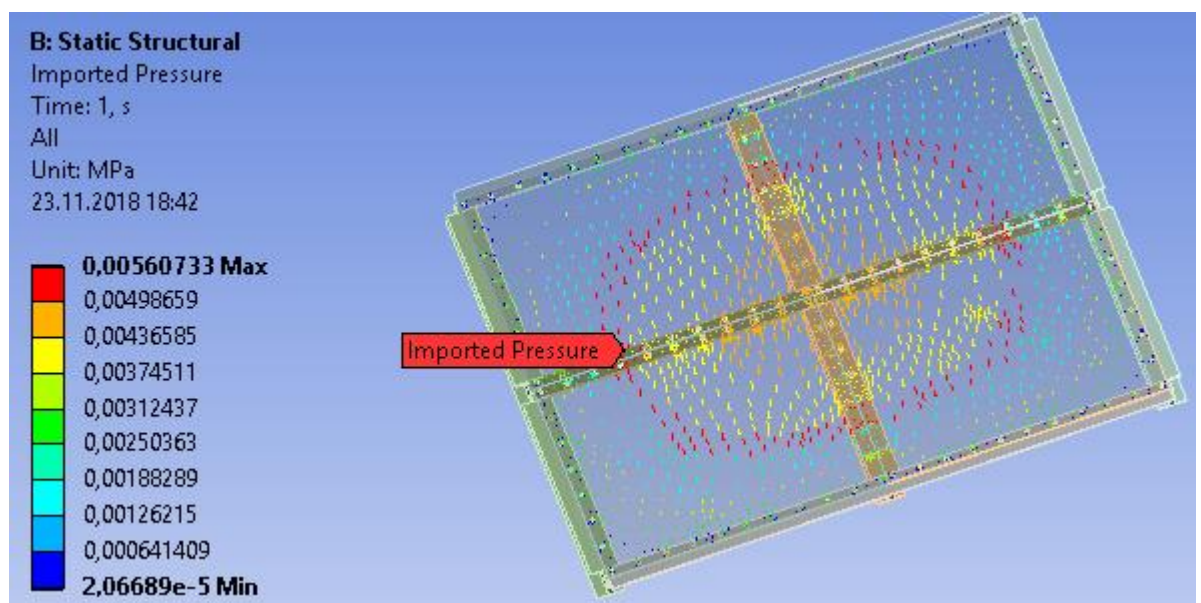 B: Static Structural
Imported Pressure
Time: 1, s
All
Unit: MPa
23.11.2018 18:42
0,00560733 Max
0,00498659
0,00436585
0,00374511
0,00312437
0,00250363
0,00188289
0,00126215
0,000641409
2,06689e-5 Min
Imported Pressure